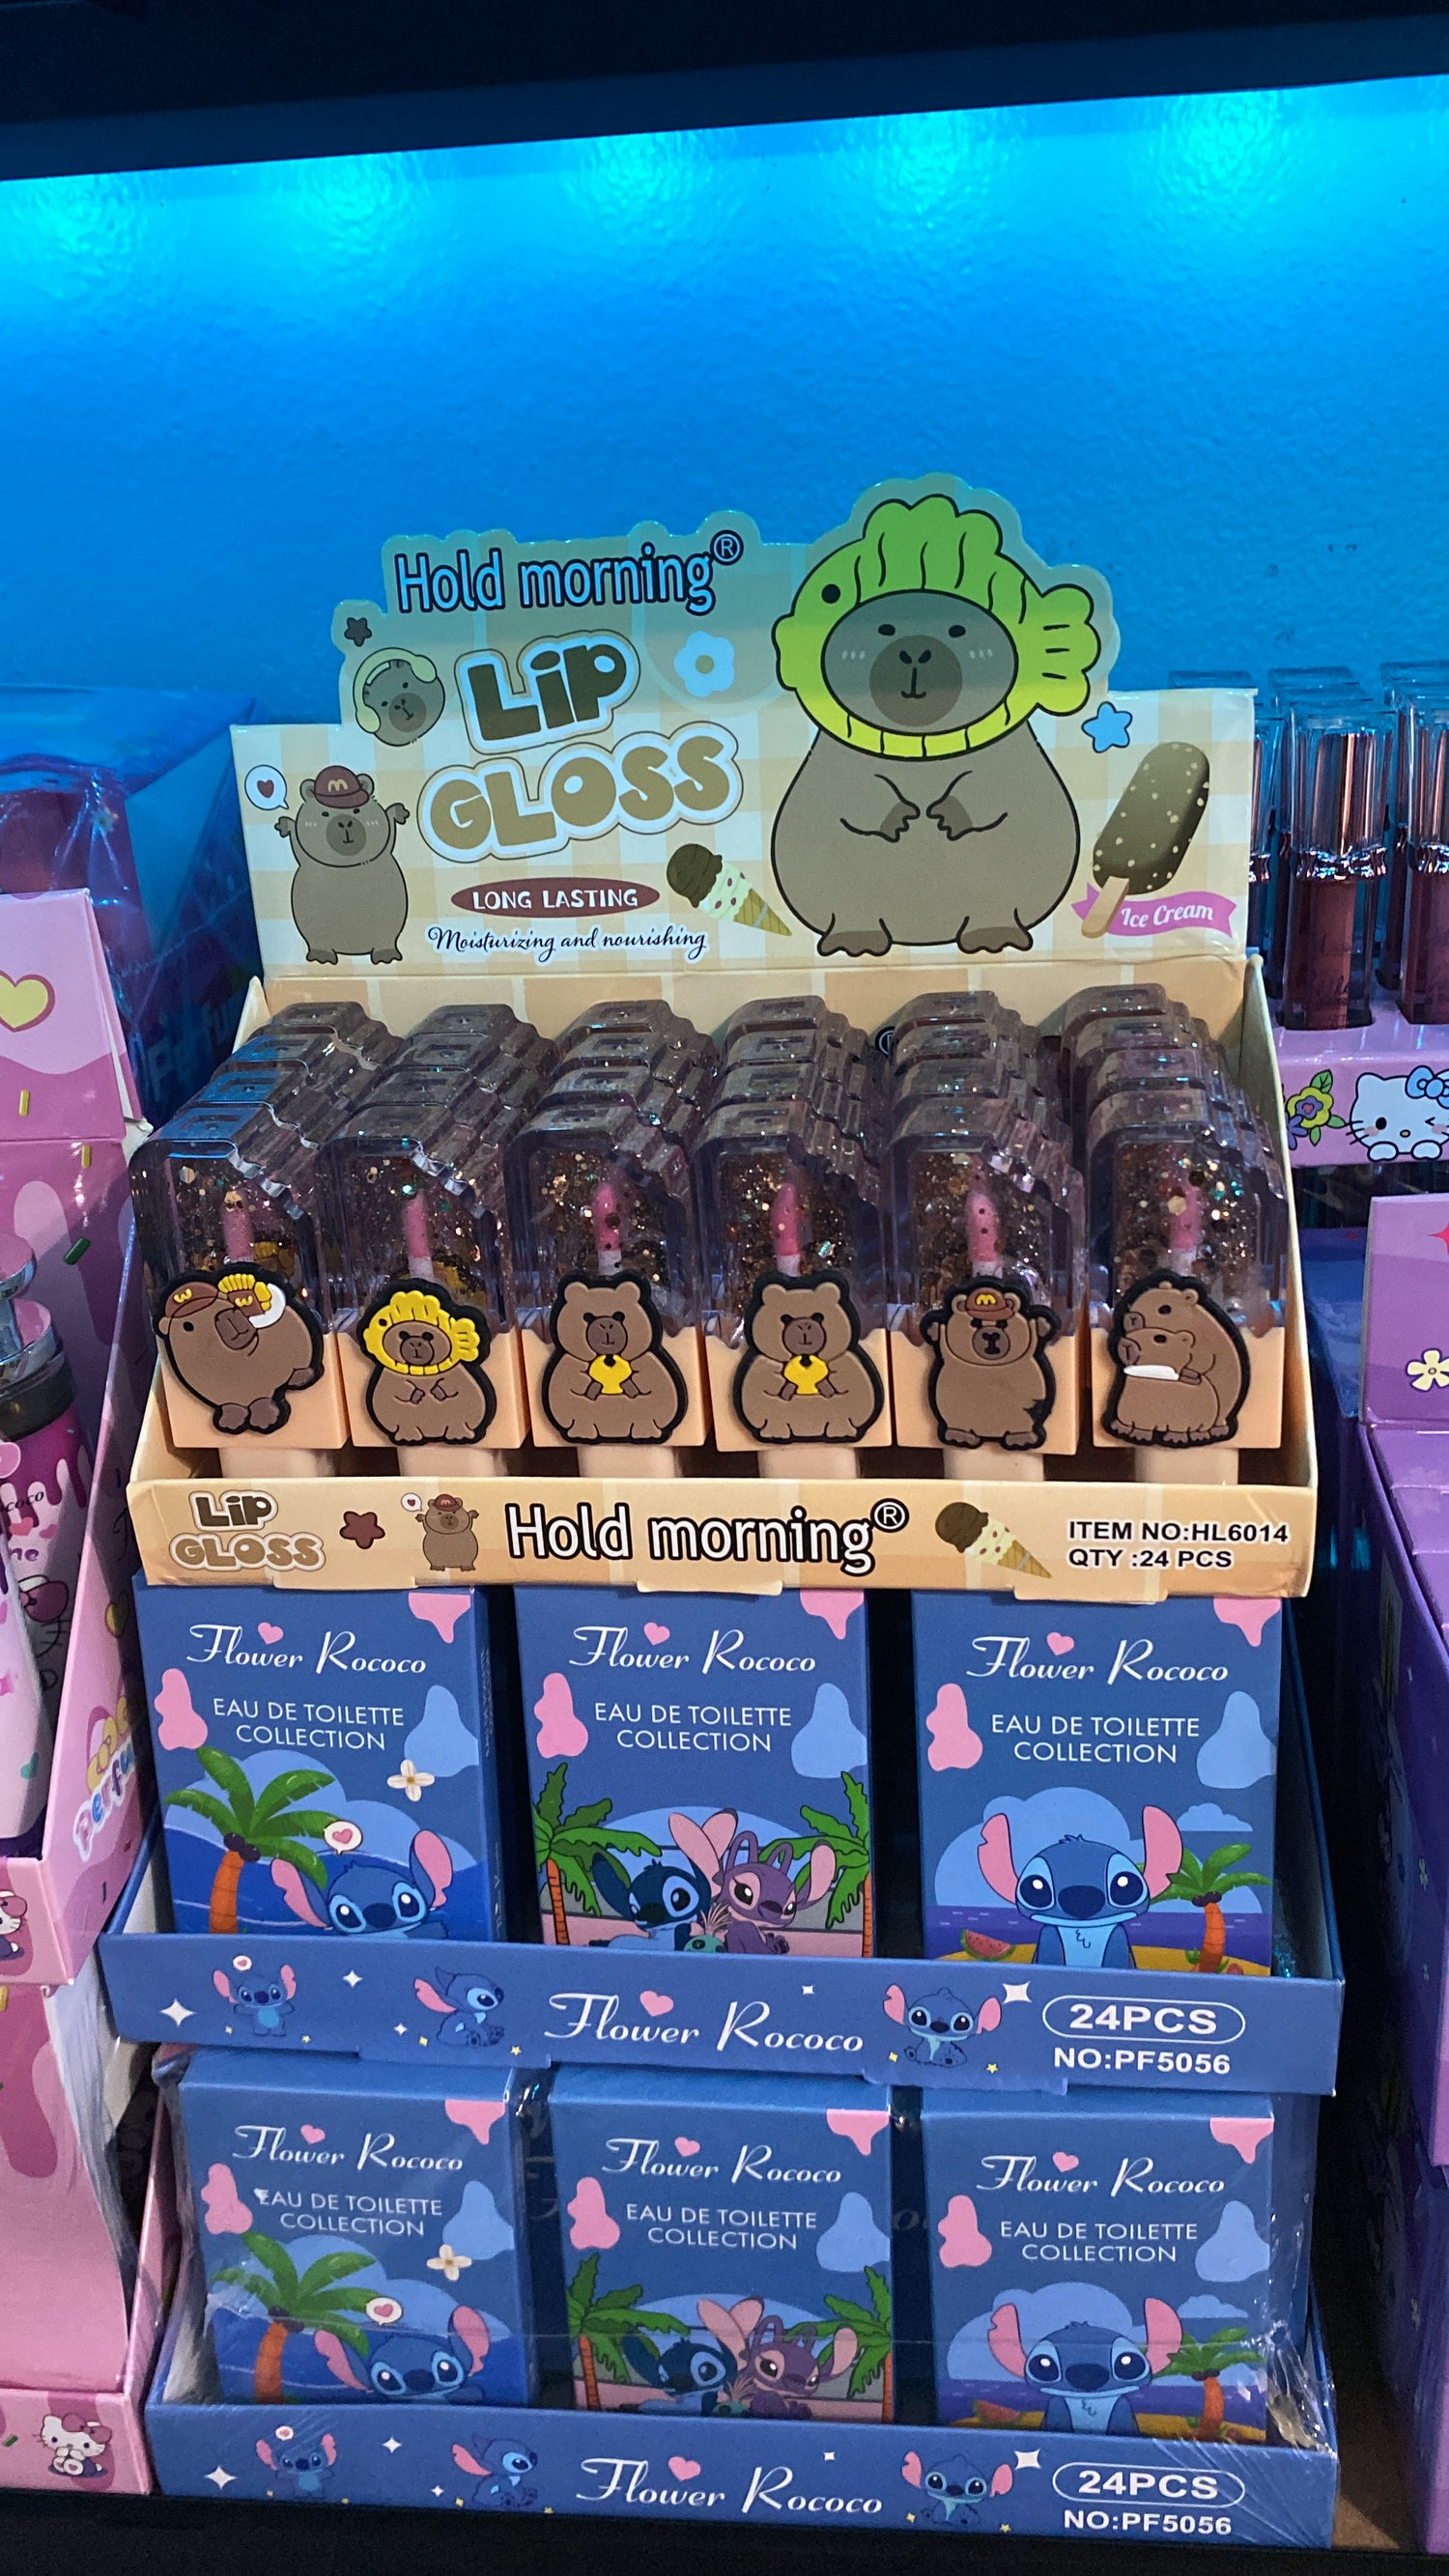 Hold morning®
Lip
GLOSS
LONG LASTING
Moisturizing and nourishing
Ice Cream
Lip
GLOSS
Hold morning®
ITEM NO:HL6014
QTY :24 PCS
Flower Rococo
EAU DE TOILETTE
COLLECTION
Flower Rococo
EAU DE TOILETTE
COLLECTION
Flower Rococo
EAU DE TOILETTE
COLLECTION
Flower Rococo
24PCS
NO:PF5056
Flower Rococo
EAU DE TOILETTE
COLLECTION
Flower Rococo
EAU DE TOILETTE
COLLECTION
Flower Rococo
EAU DE TOILETTE
COLLECTION
Flower Rococo
24PCS
NO:PF5056